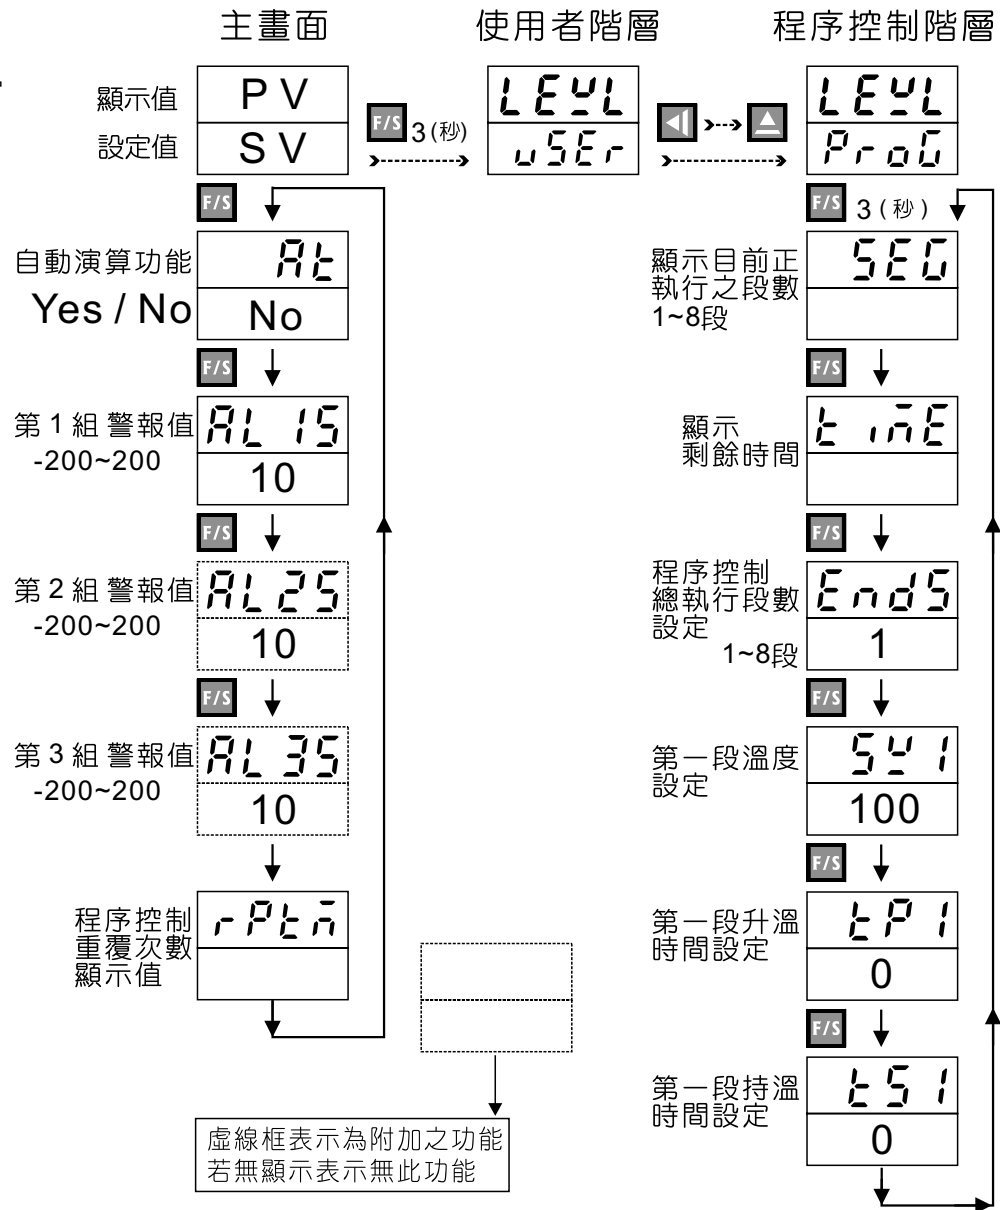 主畫面
使用者階層
程序控制階層
顯示值
P V
設定值
S V
F/S 3(秒)
LEVL
uSEr
LEVL
ProG
F/S
自動演算功能
Yes / No
At
No
F/S
第 1 組 警報值
-200~200
AL1S
10
F/S
第 2 組 警報值
-200~200
AL2S
10
F/S
第 3 組 警報值
-200~200
AL3S
10
程序控制
重覆次數
顯示值
rPtm
虛線框表示為附加之功能
若無顯示表示無此功能
F/S 3 ( 秒 )
顯示目前正
執行之段數
1~8段
SEG
F/S
顯示
剩餘時間
timE
F/S
程序控制
總執行段數
設定
1~8段
EndS
1
F/S
第一段溫度
設定
SV1
100
F/S
第一段升溫
時間設定
tP1
0
F/S
第一段持溫
時間設定
tS1
0